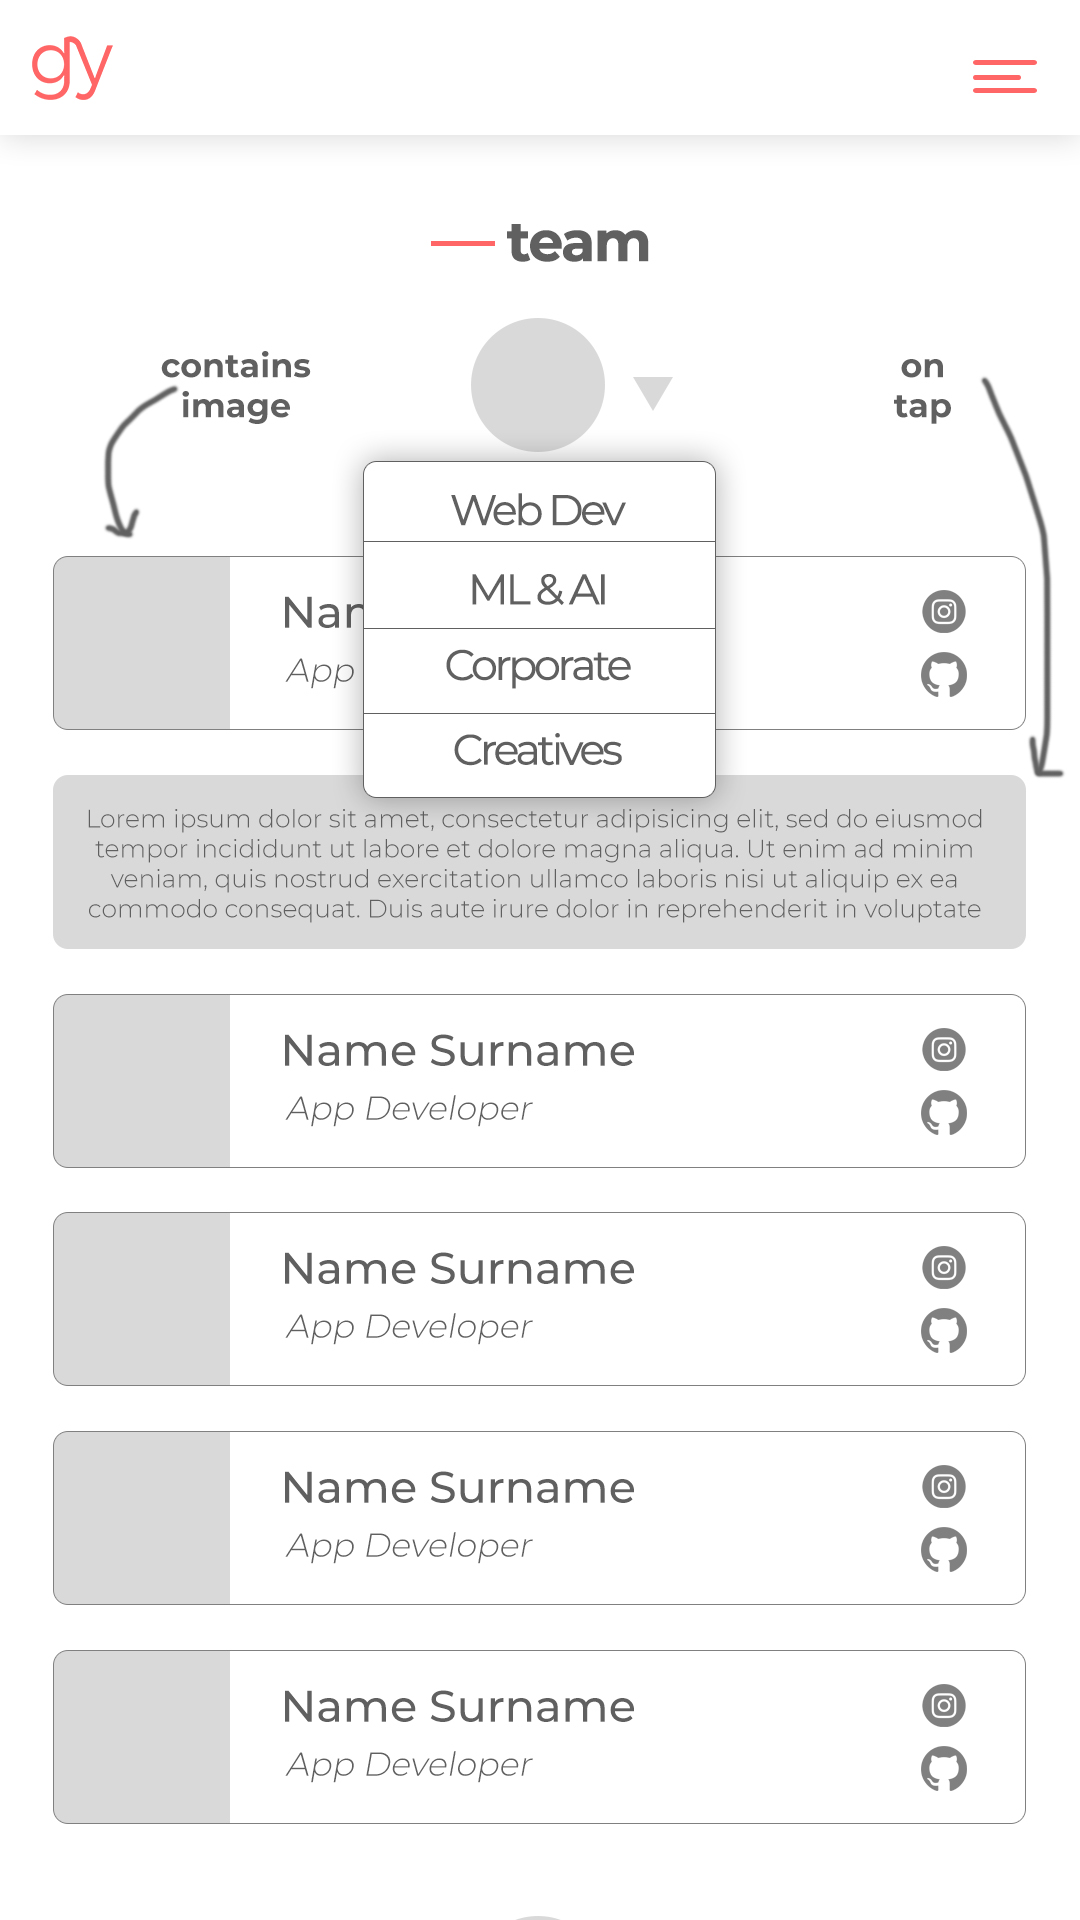 gy
team
contains
image
on
tap
Web Dev
ML & AI
Corporate
Creatives
Nam
App
Lorem ipsum dolor sit amet, consectetur adipisicing elit, sed do eiusmod
tempor incididunt ut labore et dolore magna aliqua. Ut enim ad minim
veniam, quis nostrud exercitation ullamco laboris nisi ut aliquip ex ea
commodo consequat. Duis aute irure dolor in reprehenderit in voluptate
Name Surname
App Developer
Name Surname
App Developer
Name Surname
App Developer
Name Surname
App Developer